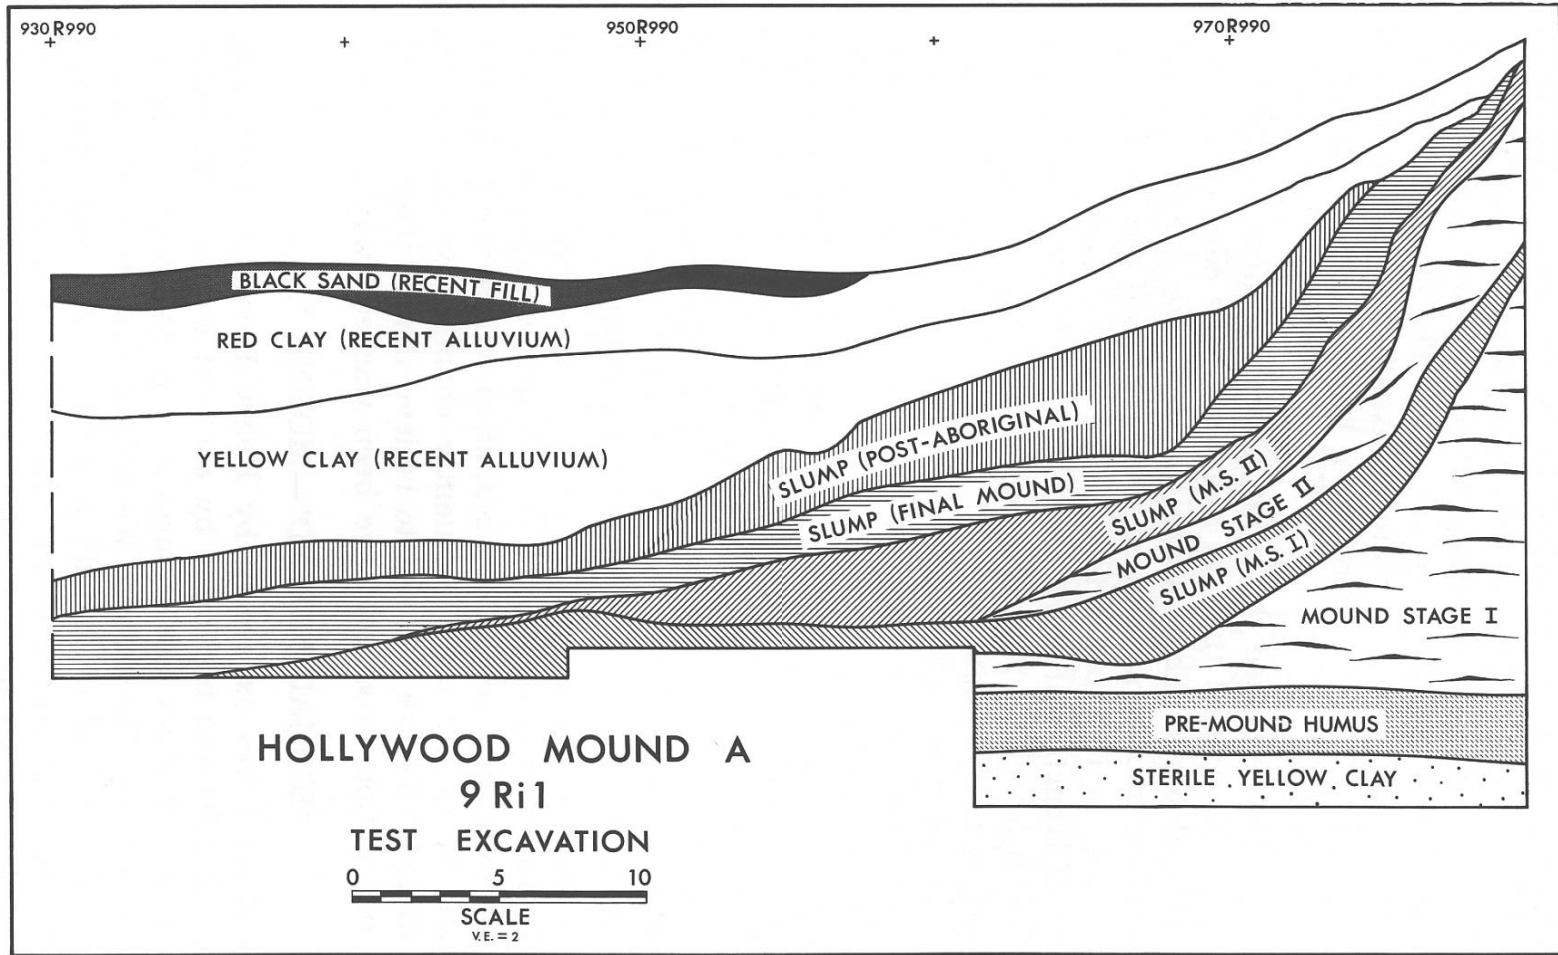 930R990 950R990 970R990
BLACK SAND (RECENT FILL)
RED CLAY (RECENT ALLUVIUM)
YELLOW CLAY (RECENT ALLUVIUM)
SLUMP (POST-ABORIGINAL)
SLUMP (FINAL MOUND)
SLUMP (M.S. II)
MOUND STAGE II
SLUMP (M.S. I)
MOUND STAGE I
PRE-MOUND HUMUS
STERILE YELLOW CLAY
HOLLYWOOD MOUND A
9 Ri 1
TEST EXCAVATION
0 5 10
SCALE
V.E. = 2